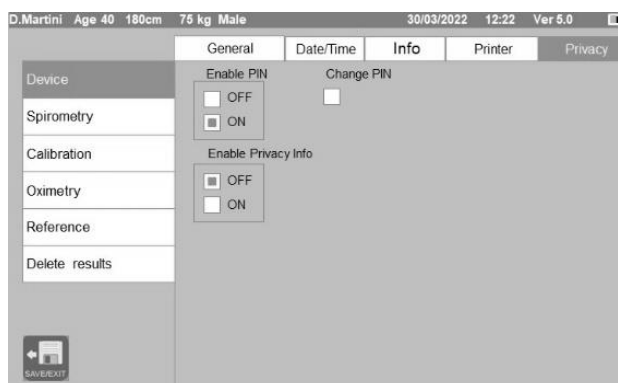 D.Martini Age 40 180cm 75 kg Male 30/03/2022 12:22 Ver 5.0
General Date/Time Info Printer Privacy
Device
Spirometry
Calibration
Oximetry
Reference
Delete results
Enable PIN Change PIN
OFF
ON
Enable Privacy Info
OFF
ON
SAVE/EXIT